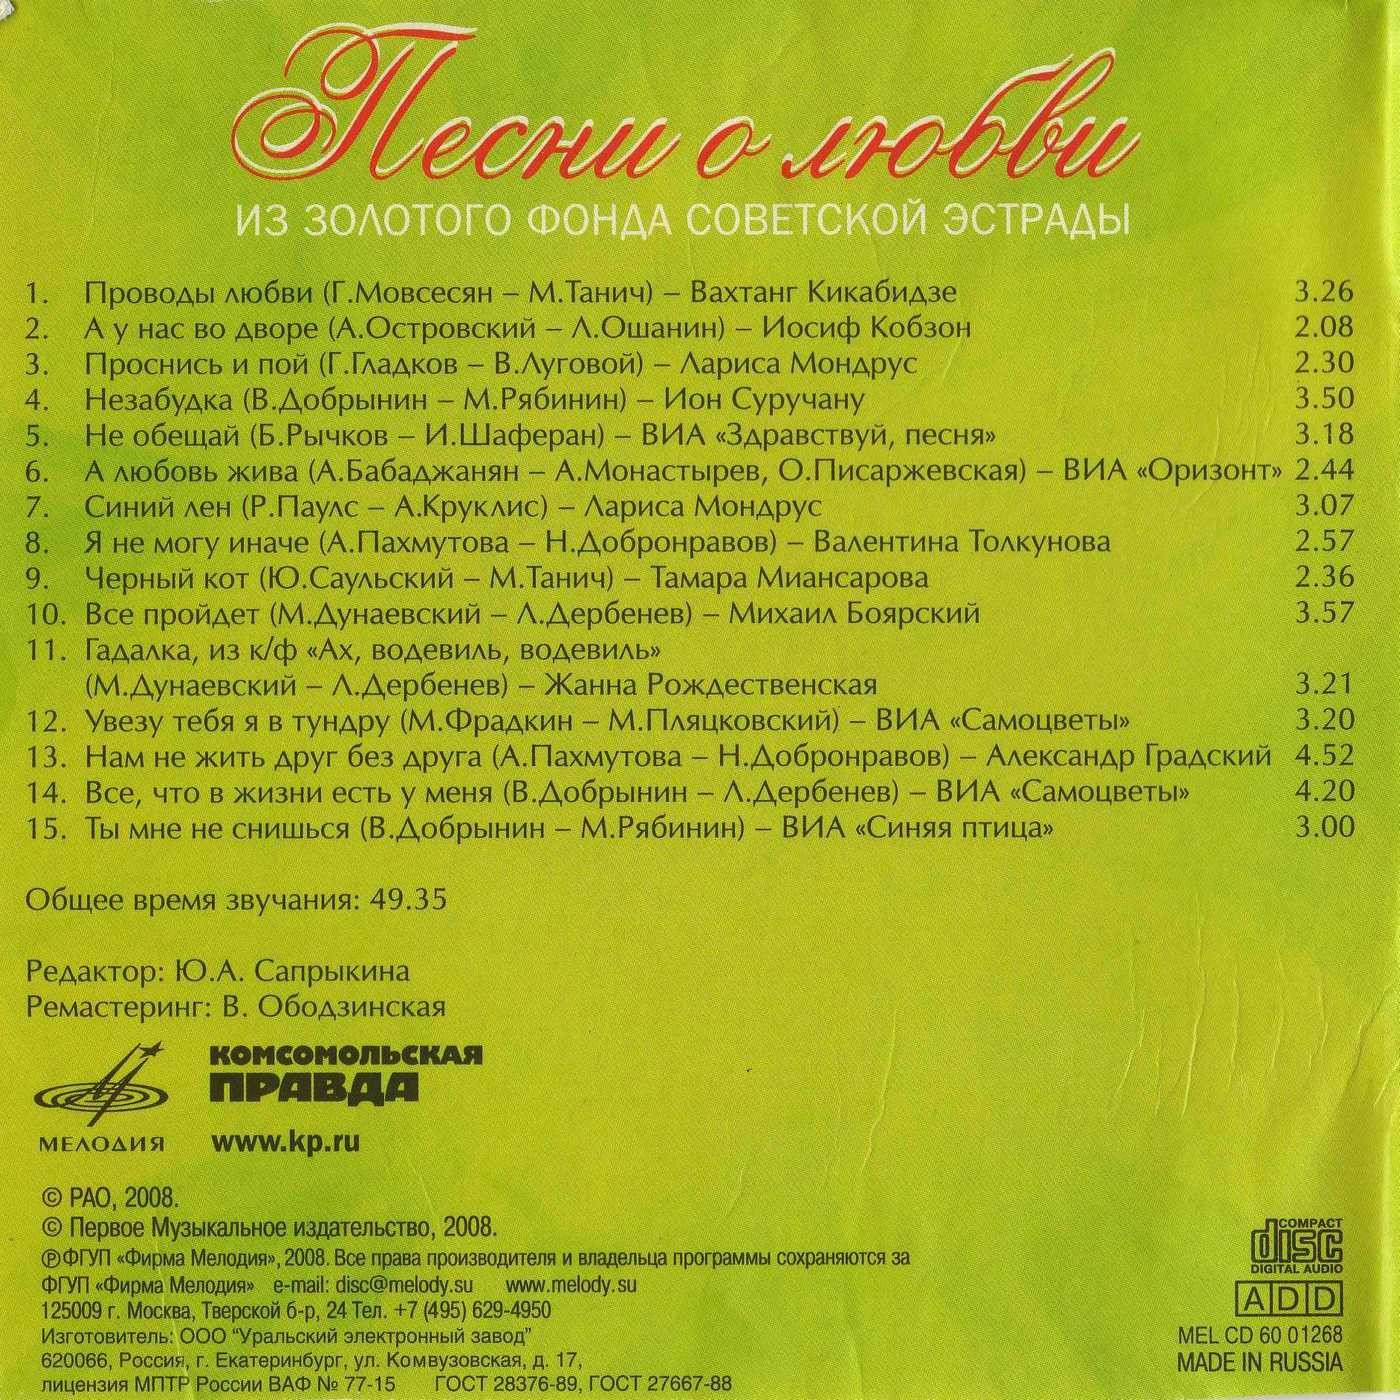 Песни о любви
ИЗ ЗОЛОТОГО ФОНДА СОВЕТСКОЙ ЭСТРАДЫ
1. Проводы любви (Г.Мовсесян – М.Танич) – Вахтанг Кикабидзе 3.26
2. А у нас во дворе (А.Островский – Л.Ошанин) – Иосиф Кобзон 2.08
3. Проснись и пой (Г.Гладков – В.Луговой) – Лариса Мондрус 2.30
4. Незабудка (В.Добрынин – М.Рябинин) – Ион Суручану 3.50
5. Не обещай (Б.Рычков – И.Шаферан) – ВИА «Здравствуй, песня» 3.18
6. А любовь жива (А.Бабаджанян – А.Монастырев, О.Писаржевская) – ВИА «Оризонт» 2.44
7. Синий лен (Р.Паулс – А.Круклис) – Лариса Мондрус 3.07
8. Я не могу иначе (А.Пахмутова – Н.Добронравов) – Валентина Толкунова 2.57
9. Черный кот (Ю.Саульский – М.Танич) – Тамара Миансарова 2.36
10. Все пройдет (М.Дунаевский – Л.Дербенев) – Михаил Боярский 3.57
11. Гадалка, из к/ф «Ах, водевиль, водевиль»
(М.Дунаевский – Л.Дербенев) – Жанна Рождественская 3.21
12. Увезу тебя я в тундру (М.Фрадкин – М.Пляцковский) – ВИА «Самоцветы» 3.20
13. Нам не жить друг без друга (А.Пахмутова – Н.Добронравов) – Александр Градский 4.52
14. Все, что в жизни есть у меня (В.Добрынин – Л.Дербенев) – ВИА «Самоцветы» 4.20
15. Ты мне не снишься (В.Добрынин – М.Рябинин) – ВИА «Синяя птица» 3.00
Общее время звучания: 49.35
Редактор: Ю.А. Сапрыкина
Ремастеринг: В. Ободзинская
МЕЛОДИЯ
КОМСОМОЛЬСКАЯ
ПРАВДА
www.kp.ru
© РАО, 2008.
© Первое Музыкальное издательство, 2008.
℗ ФГУП «Фирма Мелодия», 2008. Все права производителя и владельца программы сохраняются за
ФГУП «Фирма Мелодия» e-mail: disc@melody.su www.melody.su
125009 г. Москва, Тверской б-р, 24 Тел. +7 (495) 629-4950
Изготовитель: ООО "Уральский электронный завод"
620066, Россия, г. Екатеринбург, ул. Комвузовская, д. 17,
лицензия МПТР России ВАФ № 77-15 ГОСТ 28376-89, ГОСТ 27667-88
COMPACT
disc
DIGITAL AUDIO
ADD
MEL CD 60 01268
MADE IN RUSSIA